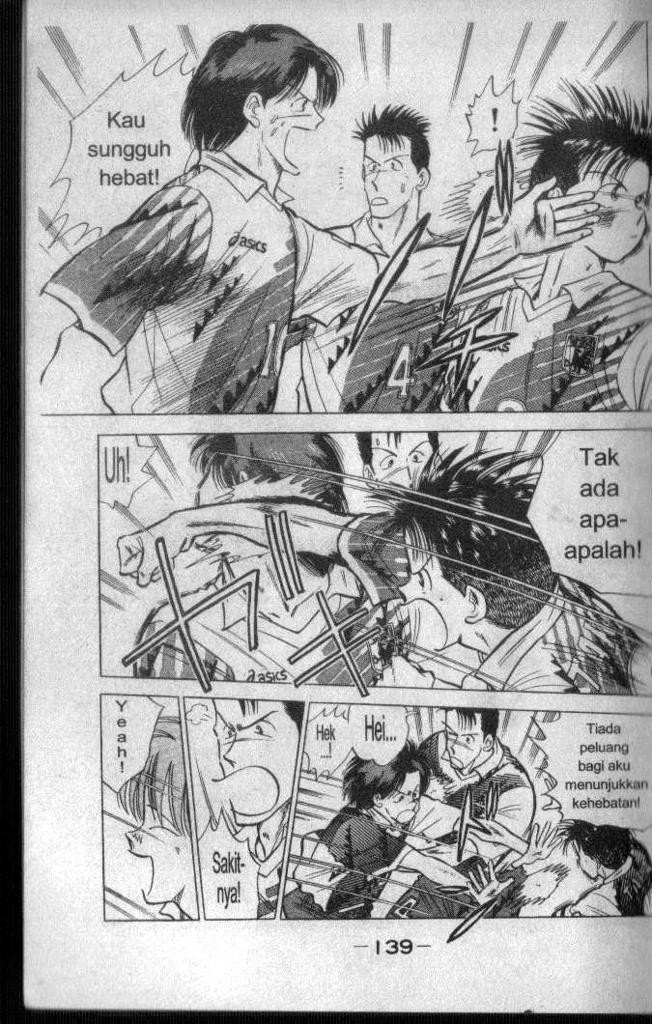 !
Kau
sungguh
hebat!
asics
4
Tak
ada
apa-
apalah!
Uh!
asics
Tiada
peluang
bagi aku
menunjukkan
kehebatan!
Hei...
Hek
...!
Sakit-
nya!
Yeah!
-139-